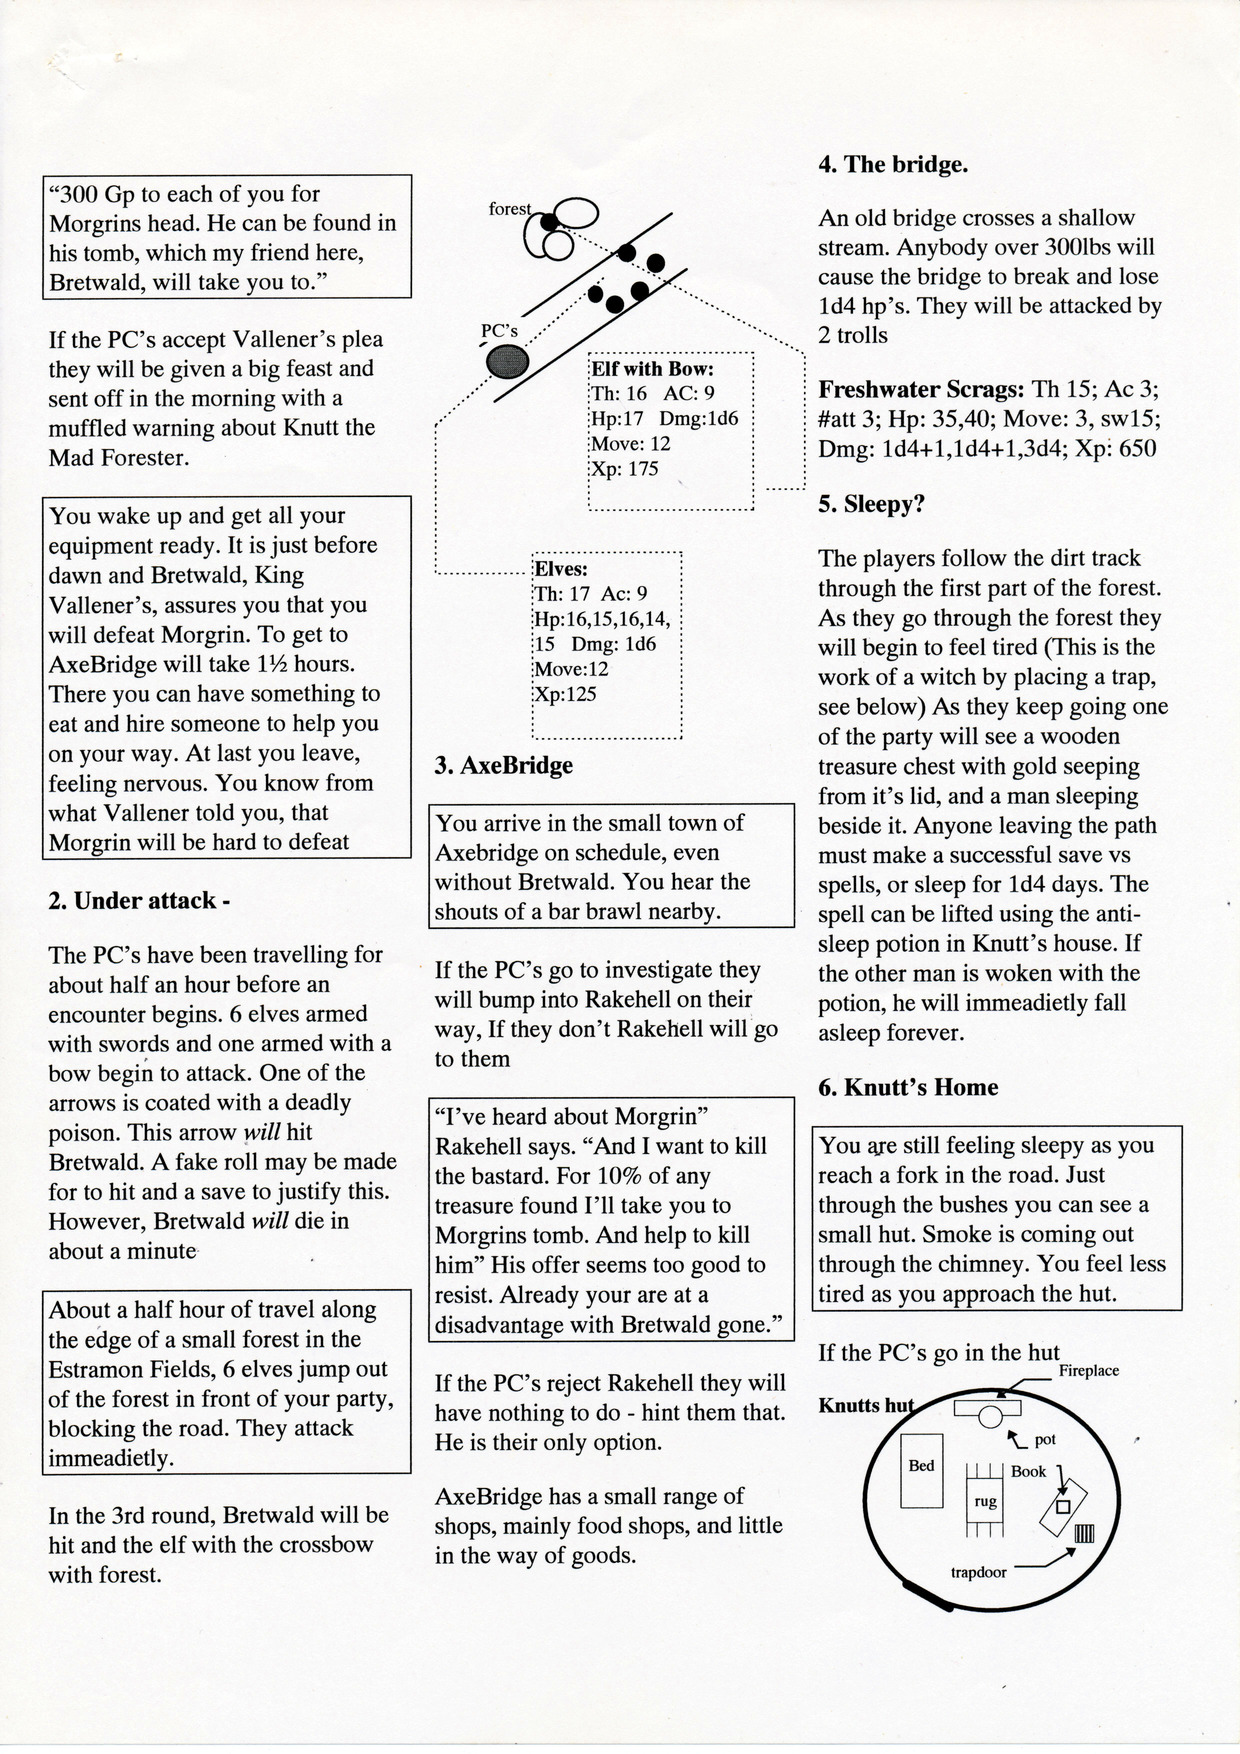 “300 Gp to each of you for
Morgrins head. He can be found in
his tomb, which my friend here,
Bretwald, will take you to.”
If the PC’s accept Vallener’s plea
they will be given a big feast and
sent off in the morning with a
muffled warning about Knutt the
Mad Forester.
You wake up and get all your
equipment ready. It is just before
dawn and Bretwald, King
Vallener’s, assures you that you
will defeat Morgrin. To get to
AxeBridge will take 1½ hours.
There you can have something to
eat and hire someone to help you
on your way. At last you leave,
feeling nervous. You know from
what Vallener told you, that
Morgrin will be hard to defeat
2. Under attack -
The PC’s have been travelling for
about half an hour before an
encounter begins. 6 elves armed
with swords and one armed with a
bow begin to attack. One of the
arrows is coated with a deadly
poison. This arrow will hit
Bretwald. A fake roll may be made
for to hit and a save to justify this.
However, Bretwald will die in
about a minute
About a half hour of travel along
the edge of a small forest in the
Estramon Fields, 6 elves jump out
of the forest in front of your party,
blocking the road. They attack
immeadietly.
In the 3rd round, Bretwald will be
hit and the elf with the crossbow
with forest.
forest
PC’s
Elf with Bow:
Th: 16 AC: 9
Hp:17 Dmg:1d6
Move: 12
Xp: 175
Elves:
Th: 17 Ac: 9
Hp:16,15,16,14,
15 Dmg: 1d6
Move:12
Xp:125
3. AxeBridge
You arrive in the small town of
Axebridge on schedule, even
without Bretwald. You hear the
shouts of a bar brawl nearby.
If the PC’s go to investigate they
will bump into Rakehell on their
way, If they don’t Rakehell will go
to them
“I’ve heard about Morgrin”
Rakehell says. “And I want to kill
the bastard. For 10% of any
treasure found I’ll take you to
Morgrins tomb. And help to kill
him” His offer seems too good to
resist. Already your are at a
disadvantage with Bretwald gone.”
If the PC’s reject Rakehell they will
have nothing to do - hint them that.
He is their only option.
AxeBridge has a small range of
shops, mainly food shops, and little
in the way of goods.
4. The bridge.
An old bridge crosses a shallow
stream. Anybody over 300lbs will
cause the bridge to break and lose
1d4 hp’s. They will be attacked by
2 trolls
Freshwater Scrags: Th 15; Ac 3;
#att 3; Hp: 35,40; Move: 3, sw15;
Dmg: 1d4+1,1d4+1,3d4; Xp: 650
5. Sleepy?
The players follow the dirt track
through the first part of the forest.
As they go through the forest they
will begin to feel tired (This is the
work of a witch by placing a trap,
see below) As they keep going one
of the party will see a wooden
treasure chest with gold seeping
from it’s lid, and a man sleeping
beside it. Anyone leaving the path
must make a successful save vs
spells, or sleep for 1d4 days. The
spell can be lifted using the anti-
sleep potion in Knutt’s house. If
the other man is woken with the
potion, he will immeadietly fall
asleep forever.
6. Knutt’s Home
You are still feeling sleepy as you
reach a fork in the road. Just
through the bushes you can see a
small hut. Smoke is coming out
through the chimney. You feel less
tired as you approach the hut.
If the PC’s go in the hut
Fireplace
Knutts hut
pot
Bed
Book
rug
trapdoor